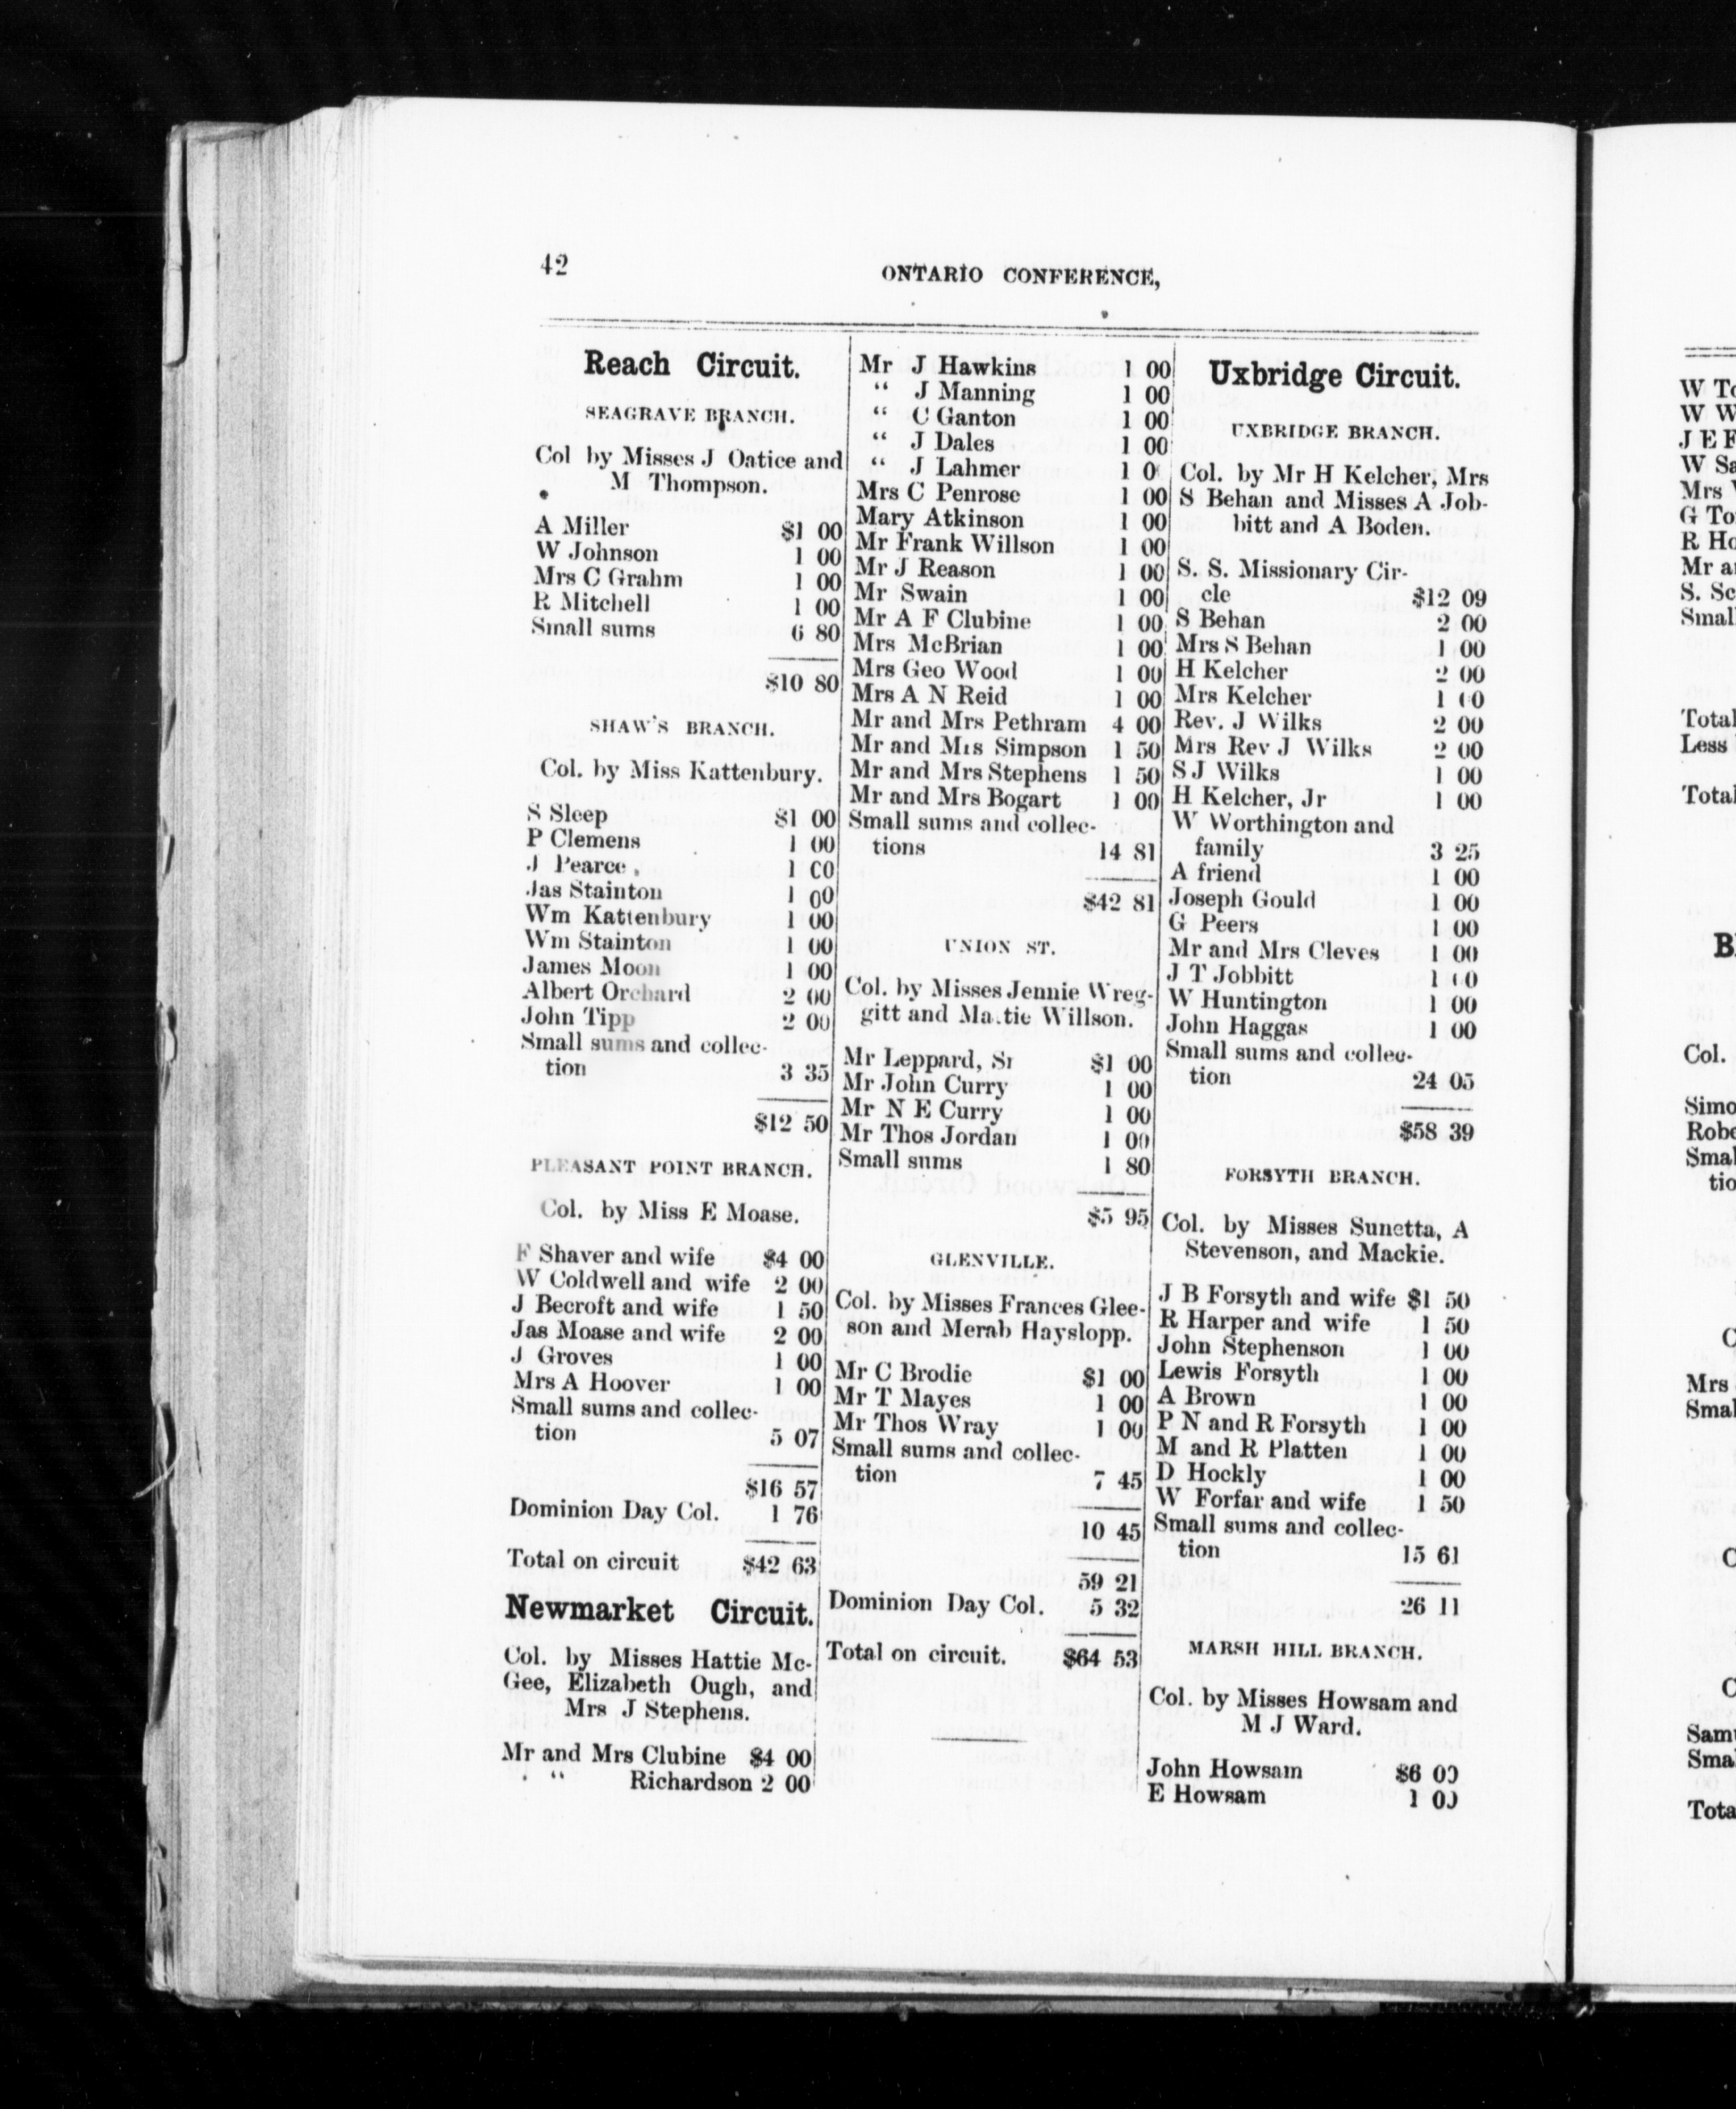 42
ONTARIO CONFERENCE,
Reach Circuit.
SEAGRAVE BRANCH.
Col by Misses J Oatice and
M Thompson.
A Miller $1 00
W Johnson 1 00
Mrs C Grahm 1 00
R Mitchell 1 00
Small sums 6 80
$10 80
SHAW'S BRANCH.
Col. by Miss Kattenbury.
S Sleep $1 00
P Clemens 1 00
J Pearce, 1 00
Jas Stainton 1 00
Wm Kattenbury 1 00
Wm Stainton 1 00
James Moon 1 00
Albert Orchard 2 00
John Tipp 2 00
Small sums and collec-
tion 3 35
$12 50
PLEASANT POINT BRANCH.
Col. by Miss E Moase.
F Shaver and wife $4 00
W Coldwell and wife 2 00
J Becroft and wife 1 50
Jas Moase and wife 2 00
J Groves 1 00
Mrs A Hoover 1 00
Small sums and collec-
tion 5 07
$16 57
Dominion Day Col. 1 76
Total on circuit $42 63
Newmarket Circuit.
Col. by Misses Hattie Mc-
Gee, Elizabeth Ough, and
Mrs J Stephens.
Mr and Mrs Clubine $4 00
" Richardson 2 00
Mr J Hawkins 1 00
" J Manning 1 00
" C Ganton 1 00
" J Dales 1 00
" J Lahmer 1 0
Mrs C Penrose 1 00
Mary Atkinson 1 00
Mr Frank Willson 1 00
Mr J Reason 1 00
Mr Swain 1 00
Mr A F Clubine 1 00
Mrs McBrian 1 00
Mrs Geo Wood 1 00
Mrs A N Reid 1 00
Mr and Mrs Pethram 4 00
Mr and Mrs Simpson 1 50
Mr and Mrs Stephens 1 50
Mr and Mrs Bogart 1 00
Small sums and collec-
tions 14 81
$42 81
UNION ST.
Col. by Misses Jennie Wreg-
gitt and Ma.tie Willson.
Mr Leppard, Sr $1 00
Mr John Curry 1 00
Mr N E Curry 1 00
Mr Thos Jordan 1 00
Small sums 1 80
$5 95
GLENVILLE.
Col. by Misses Frances Glee-
son and Merab Hayslopp.
Mr C Brodie $1 00
Mr T Mayes 1 00
Mr Thos Wray 1 00
Small sums and collec-
tion 7 45
10 45
59 21
Dominion Day Col. 5 32
Total on circuit. $64 53
Uxbridge Circuit.
UXBRIDGE BRANCH.
Col. by Mr H Kelcher, Mrs
S Behan and Misses A Job-
bitt and A Boden.
S. S. Missionary Cir-
cle $12 09
S Behan 2 00
Mrs S Behan 1 00
H Kelcher 2 00
Mrs Kelcher 1 00
Rev. J Wilks 2 00
Mrs Rev J Wilks 2 00
S J Wilks 1 00
H Kelcher, Jr 1 00
W Worthington and
family 3 25
A friend 1 00
Joseph Gould 1 00
G Peers 1 00
Mr and Mrs Cleves 1 00
J T Jobbitt 1 00
W Huntington 1 00
John Haggas 1 00
Small sums and collec-
tion 24 05
$58 39
FORSYTH BRANCH.
Col. by Misses Sunetta, A
Stevenson, and Mackie.
J B Forsyth and wife $1 50
R Harper and wife 1 50
John Stephenson 1 00
Lewis Forsyth 1 00
A Brown 1 00
P N and R Forsyth 1 00
M and R Platten 1 00
D Hockly 1 00
W Forfar and wife 1 50
Small sums and collec-
tion 15 61
26 11
MARSH HILL BRANCH.
Col. by Misses Howsam and
M J Ward.
John Howsam $6 00
E Howsam 1 00
W To
W W
J E F
W Sa
Mrs
G To
R Ho
Mr a
S. Sc
Smal
Total
Less
Total
B
Col.
Simo
Robe
Smal
tio
C
Mrs
Smal
C
C
Sam
Sma
Tota